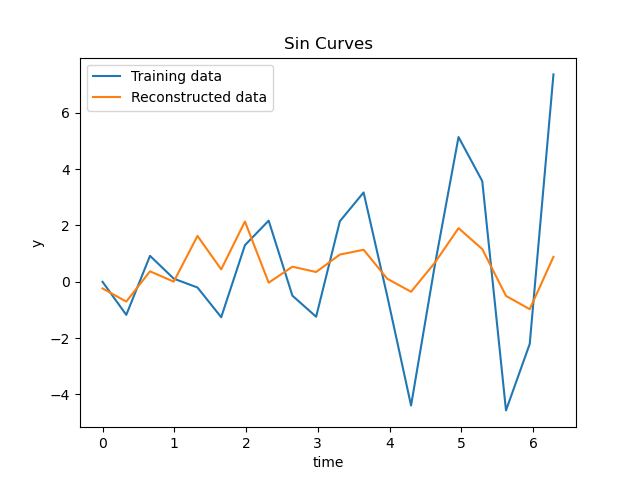 Sin Curves
Training data
Reconstructed data
6
4
2
0
−2
−4
y
0 1 2 3 4 5 6
time